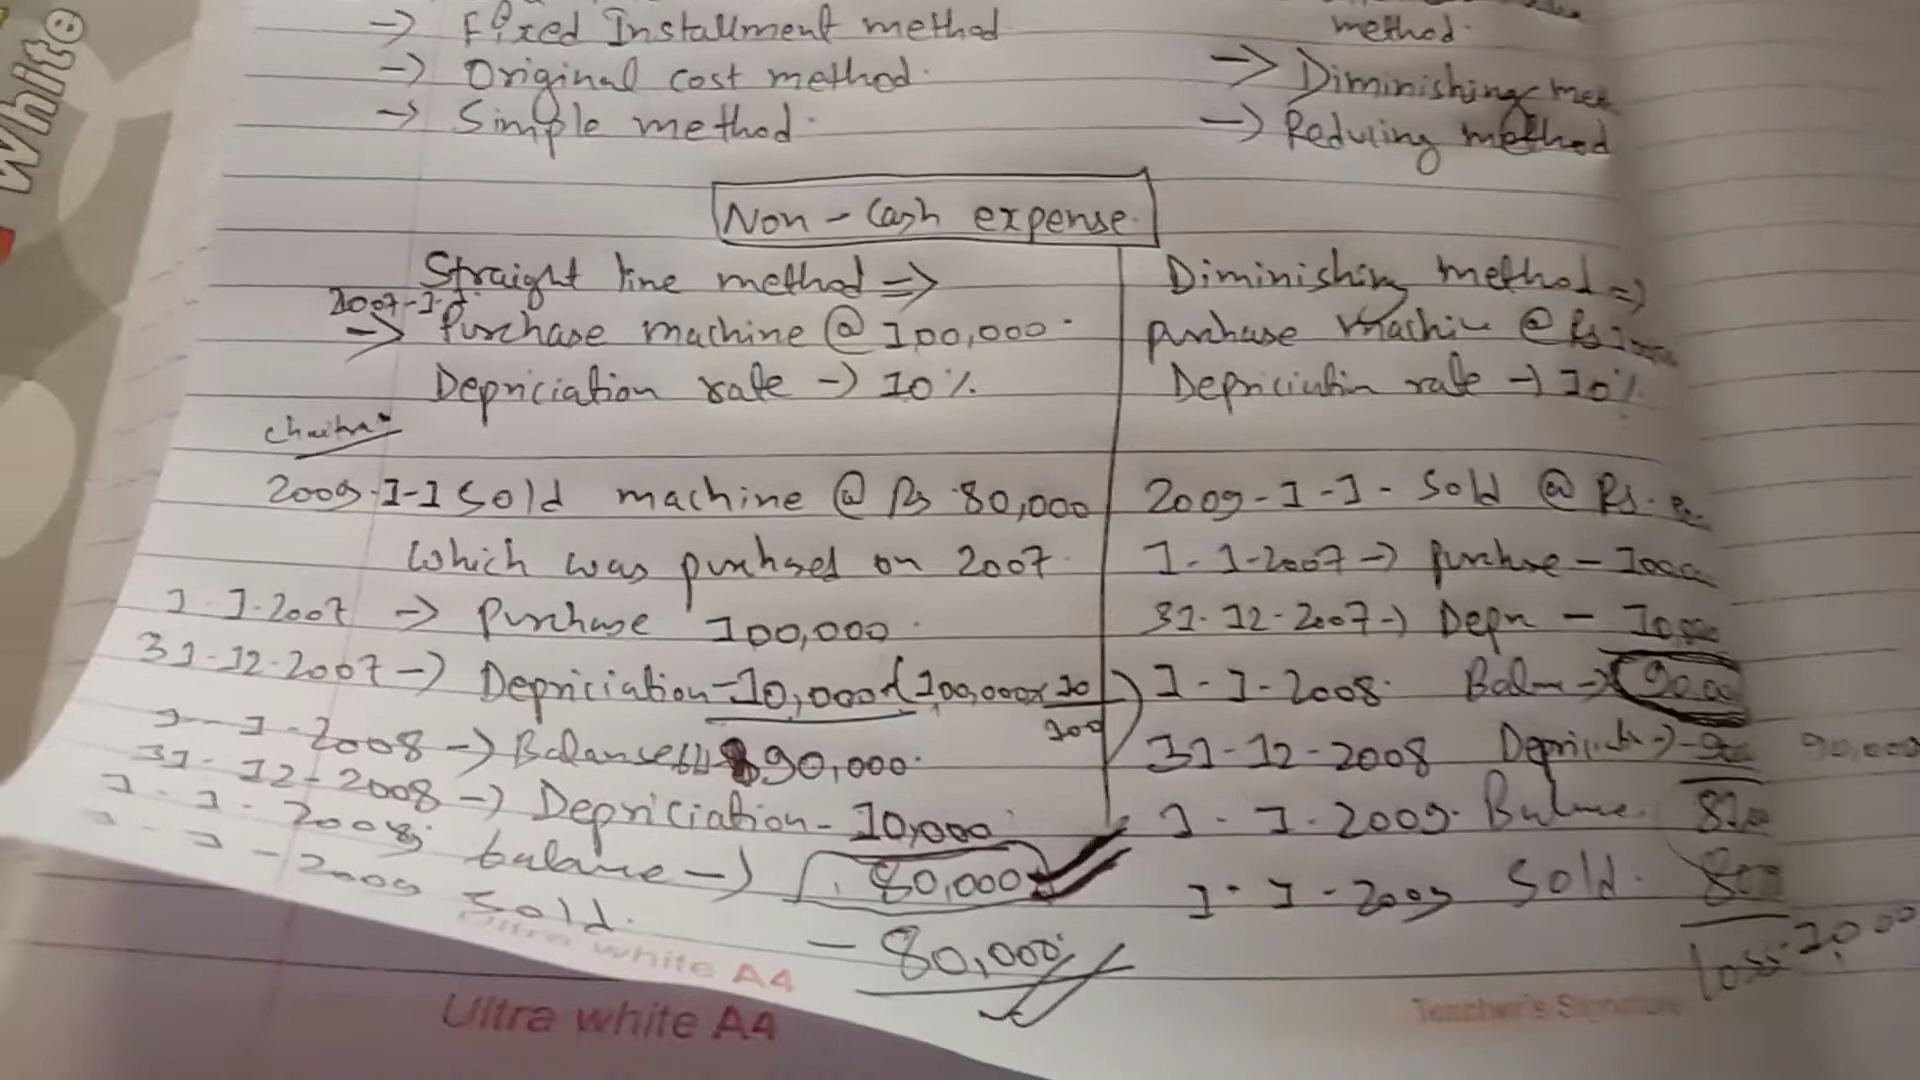 White
-> Fixed Installment method
-> Original cost method.
-> Simple method.
method.
-> Diminishing
-> Reducing method
Non-Cash expense.
Straight line method =>
2007-1-1
-> Purchase machine @ 100,000.
Depriciation rate -> 10%
Chaitra
2009-1-1 Sold machine @ Rs 80,000
which was purhased on 2007.
1-1-2007 -> Purchase 100,000.
31-12-2007 -> Depriciation - 10,000 (100,000x10
100)
1-1-2008 -> Balance 90,000.
31-12-2008 -> Depriciation - 10,000
1-1-2009 balance -> 80,000
1-1-2009 Sold. - 80,000
Diminishing method =>
purchase Machine @ Rs
Depriciation rate -> 10%
2009-1-1- Sold @ Rs.
1-1-2007 -> purchase -
31-12-2007 -> Depn - 10,000
1-1-2008. Balance ->
31-12-2008 Depriciation -> 90,000
1-1-2009. Balance.
1-1-2009 Sold.
loss.
Ultra white A4
Ultra white A4
Teacher's Signature